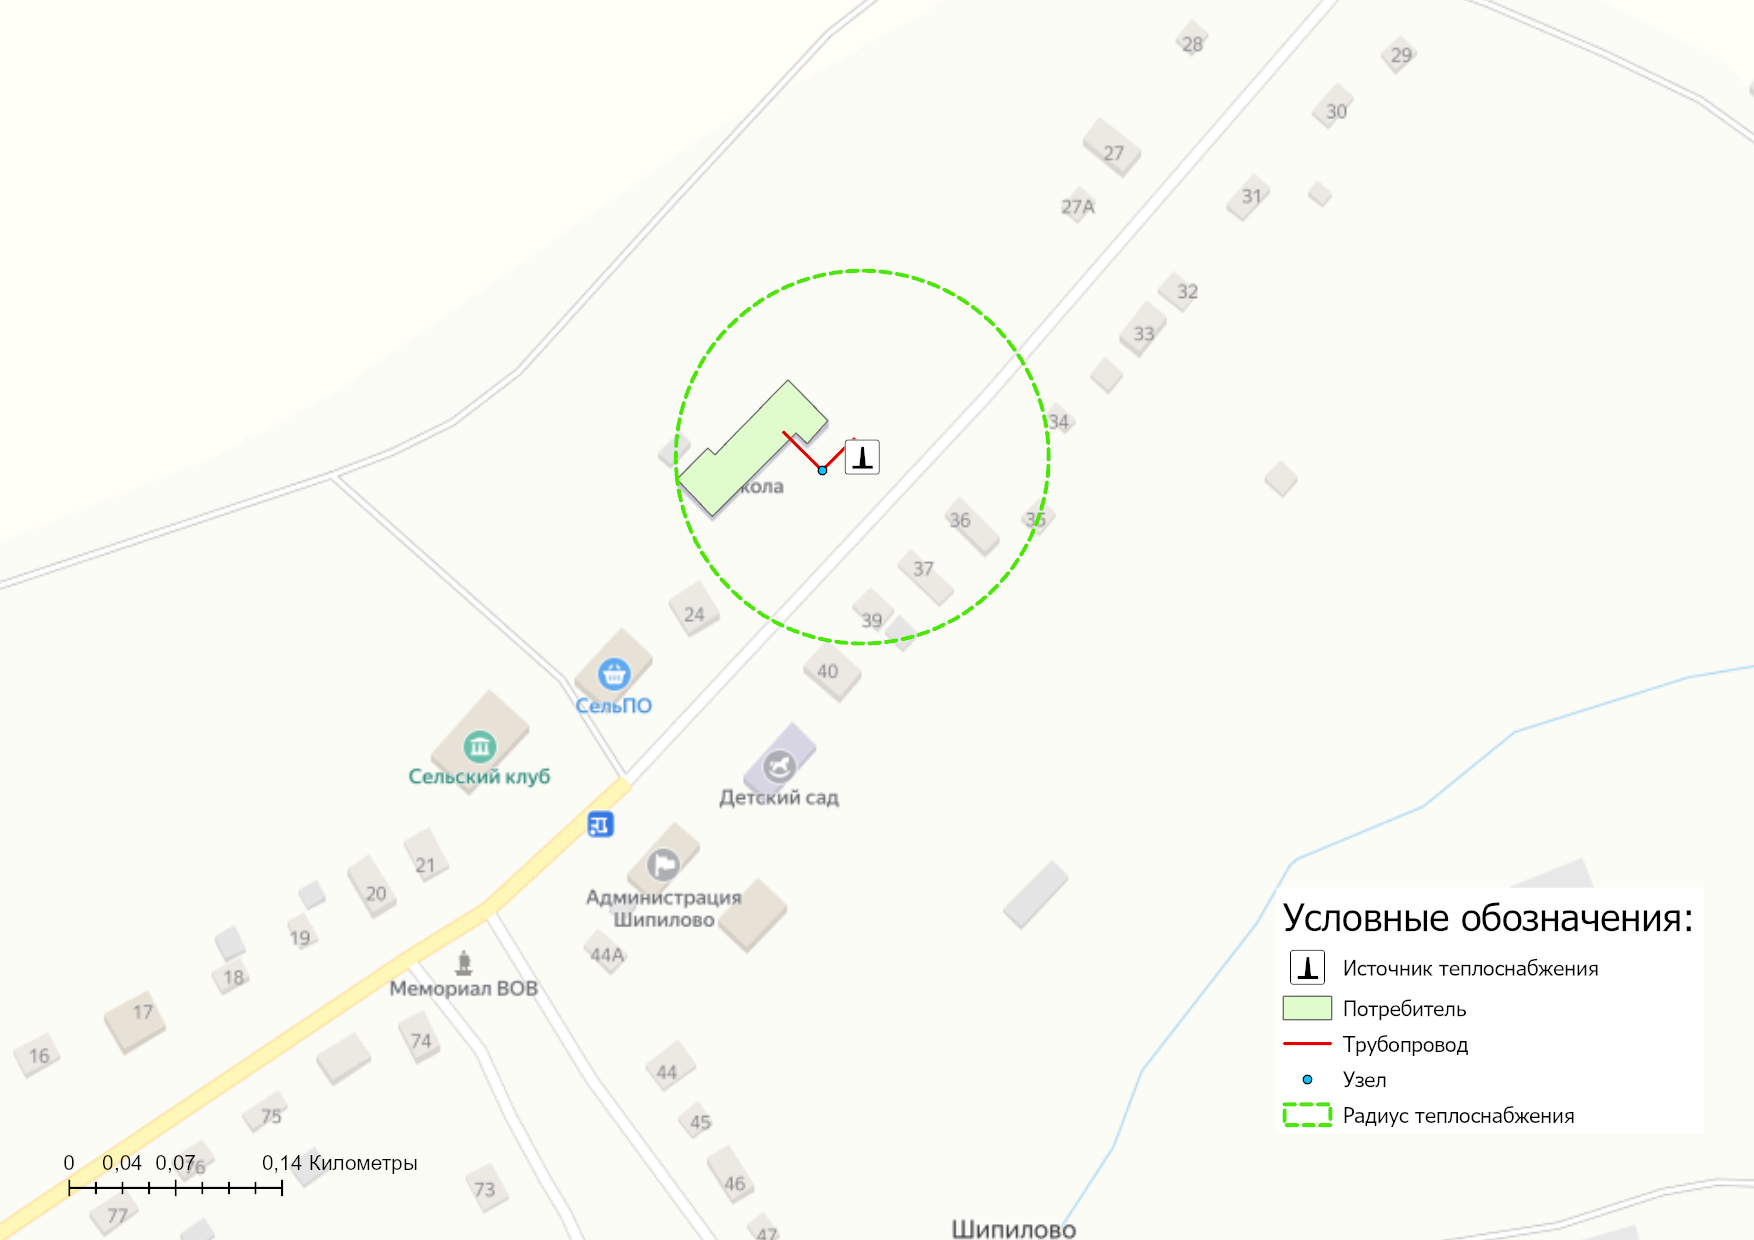 28
29
30
27
27А
31
32
33
34
кола
36
35
37
39
24
40
СельПО
Сельский клуб
Детский сад
21
20
Администрация
Шипилово
19
44А
18
Мемориал ВОВ
17
16
74
44
75
45
76
46
73
77
47
Шипилово
0 0,04 0,07 0,14 Километры
Условные обозначения:
Источник теплоснабжения
Потребитель
Трубопровод
Узел
Радиус теплоснабжения